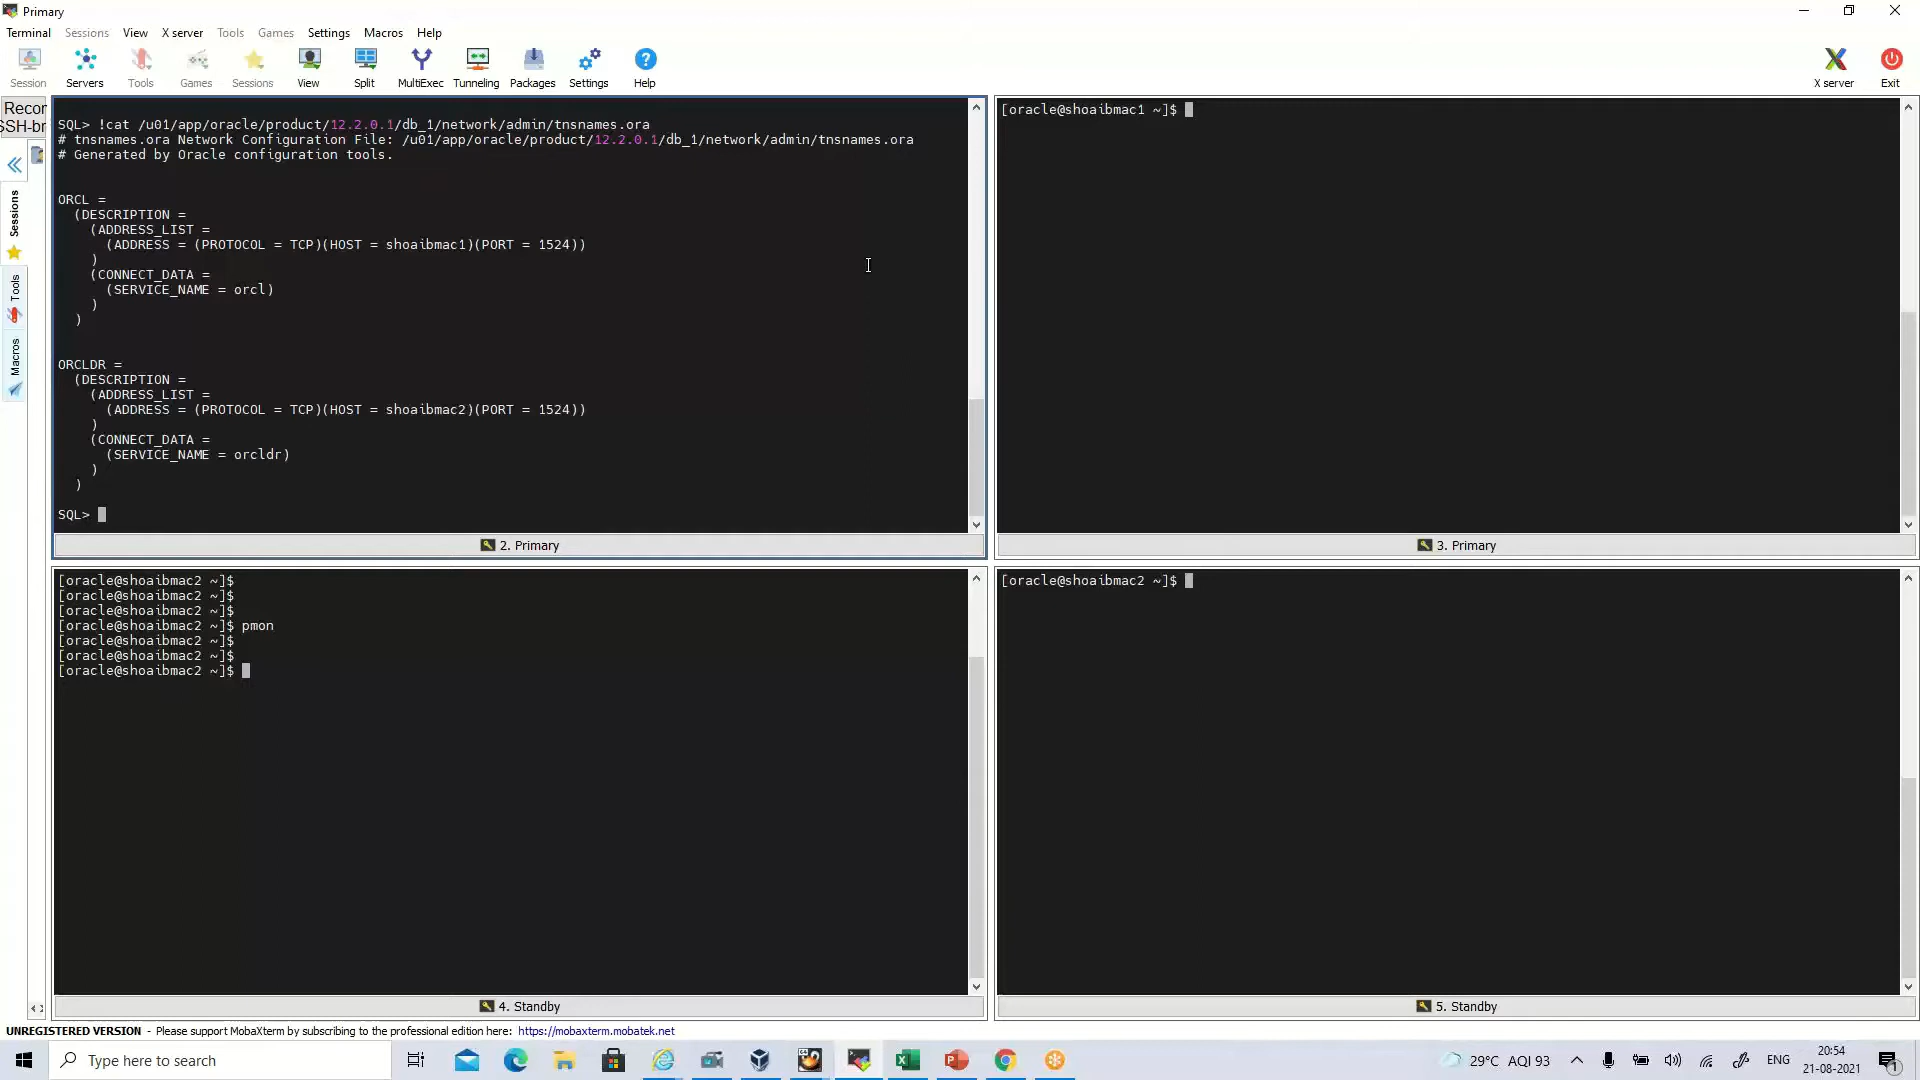 Primary
Terminal Sessions View X server Tools Games Settings Macros Help
Session Servers Tools Games Sessions View Split MultiExec Tunneling Packages Settings Help X server Exit
Recor
SSH-br
Sessions
Tools
Macros
SQL> !cat /u01/app/oracle/product/12.2.0.1/db_1/network/admin/tnsnames.ora
# tnsnames.ora Network Configuration File: /u01/app/oracle/product/12.2.0.1/db_1/network/admin/tnsnames.ora
# Generated by Oracle configuration tools.
ORCL =
(DESCRIPTION =
(ADDRESS_LIST =
(ADDRESS = (PROTOCOL = TCP)(HOST = shoaibmac1)(PORT = 1524))
)
(CONNECT_DATA =
(SERVICE_NAME = orcl)
)
)
ORCLDR =
(DESCRIPTION =
(ADDRESS_LIST =
(ADDRESS = (PROTOCOL = TCP)(HOST = shoaibmac2)(PORT = 1524))
)
(CONNECT_DATA =
(SERVICE_NAME = orcldr)
)
)
SQL>
2. Primary
[oracle@shoaibmac1 ~]$
3. Primary
[oracle@shoaibmac2 ~]$
[oracle@shoaibmac2 ~]$
[oracle@shoaibmac2 ~]$
[oracle@shoaibmac2 ~]$ pmon
[oracle@shoaibmac2 ~]$
[oracle@shoaibmac2 ~]$
[oracle@shoaibmac2 ~]$
4. Standby
[oracle@shoaibmac2 ~]$
5. Standby
UNREGISTERED VERSION - Please support MobaXterm by subscribing to the professional edition here: https://mobaxterm.mobatek.net
Type here to search
29°C AQI 93
ENG
20:54
21-08-2021
1